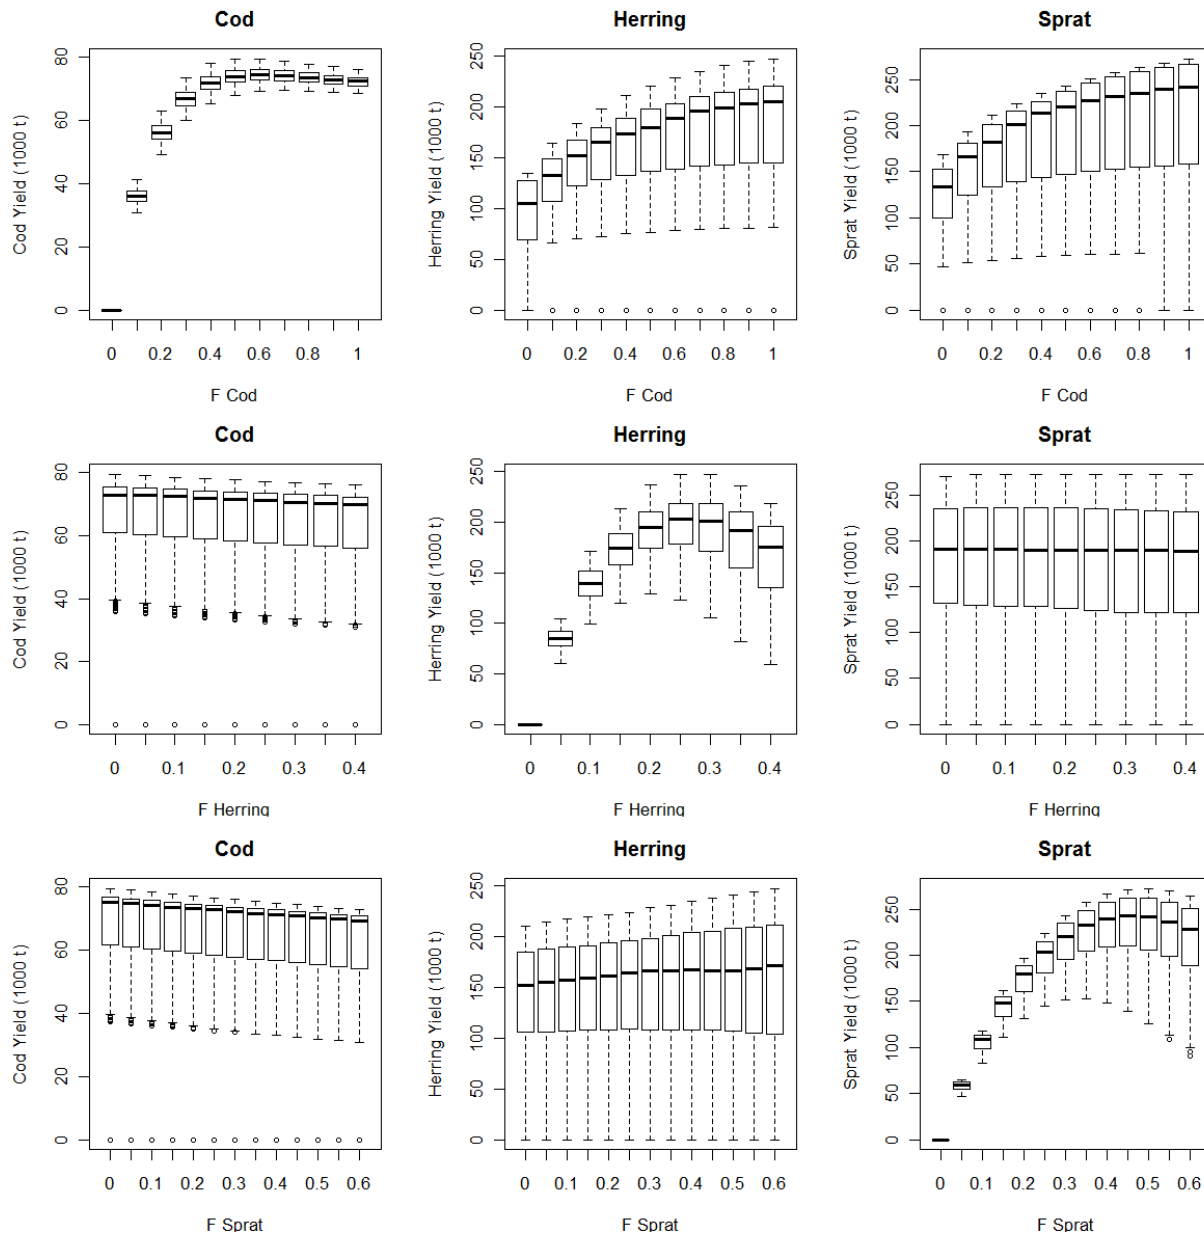 Cod
Herring
Sprat
Cod Yield (1000 t)
0 20 40 60 80
0 0.2 0.4 0.6 0.8 1
F Cod
Herring Yield (1000 t)
0 50 100 150 200 250
0 0.2 0.4 0.6 0.8 1
F Cod
Sprat Yield (1000 t)
0 50 100 150 200 250
0 0.2 0.4 0.6 0.8 1
F Cod
Cod
Herring
Sprat
Cod Yield (1000 t)
0 20 40 60 80
0 0.1 0.2 0.3 0.4
F Herring
Herring Yield (1000 t)
0 50 100 150 200 250
0 0.1 0.2 0.3 0.4
F Herring
Sprat Yield (1000 t)
0 50 100 150 200 250
0 0.1 0.2 0.3 0.4
F Herring
Cod
Herring
Sprat
Cod Yield (1000 t)
0 20 40 60 80
0 0.1 0.2 0.3 0.4 0.5 0.6
F Sprat
Herring Yield (1000 t)
0 50 100 150 200 250
0 0.1 0.2 0.3 0.4 0.5 0.6
F Sprat
Sprat Yield (1000 t)
0 50 100 150 200 250
0 0.1 0.2 0.3 0.4 0.5 0.6
F Sprat